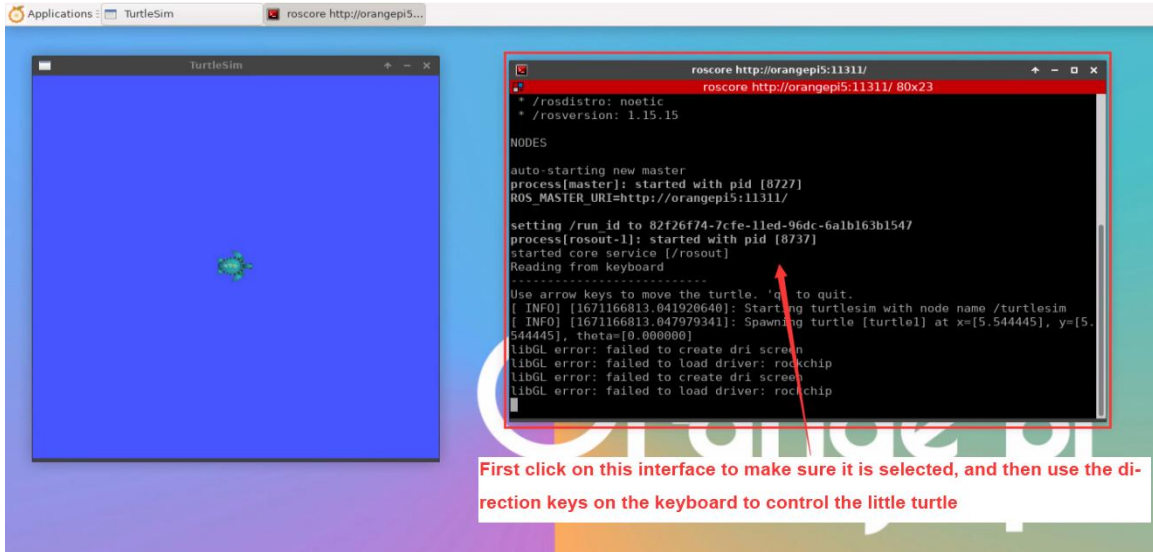 Applications
TurtleSim
roscore http://orangepi5...
TurtleSim
roscore http://orangepi5:11311/
roscore http://orangepi5:11311/ 80x23
* /rosdistro: noetic
* /rosversion: 1.15.15
NODES
auto-starting new master
process[master]: started with pid [8727]
ROS_MASTER_URI=http://orangepi5:11311/
setting /run_id to 82f26f74-7cfe-11ed-96dc-6a1b163b1547
process[rosout-1]: started with pid [8737]
started core service [/rosout]
Reading from keyboard
---------------------------
Use arrow keys to move the turtle. 'q' to quit.
[ INFO] [1671166813.041920640]: Starting turtlesim with node name /turtlesim
[ INFO] [1671166813.047979341]: Spawning turtle [turtle1] at x=[5.544445], y=[5.
544445], theta=[0.000000]
libGL error: failed to create dri screen
libGL error: failed to load driver: rockchip
libGL error: failed to create dri screen
libGL error: failed to load driver: rockchip
Orange Pi
First click on this interface to make sure it is selected, and then use the di-
rection keys on the keyboard to control the little turtle